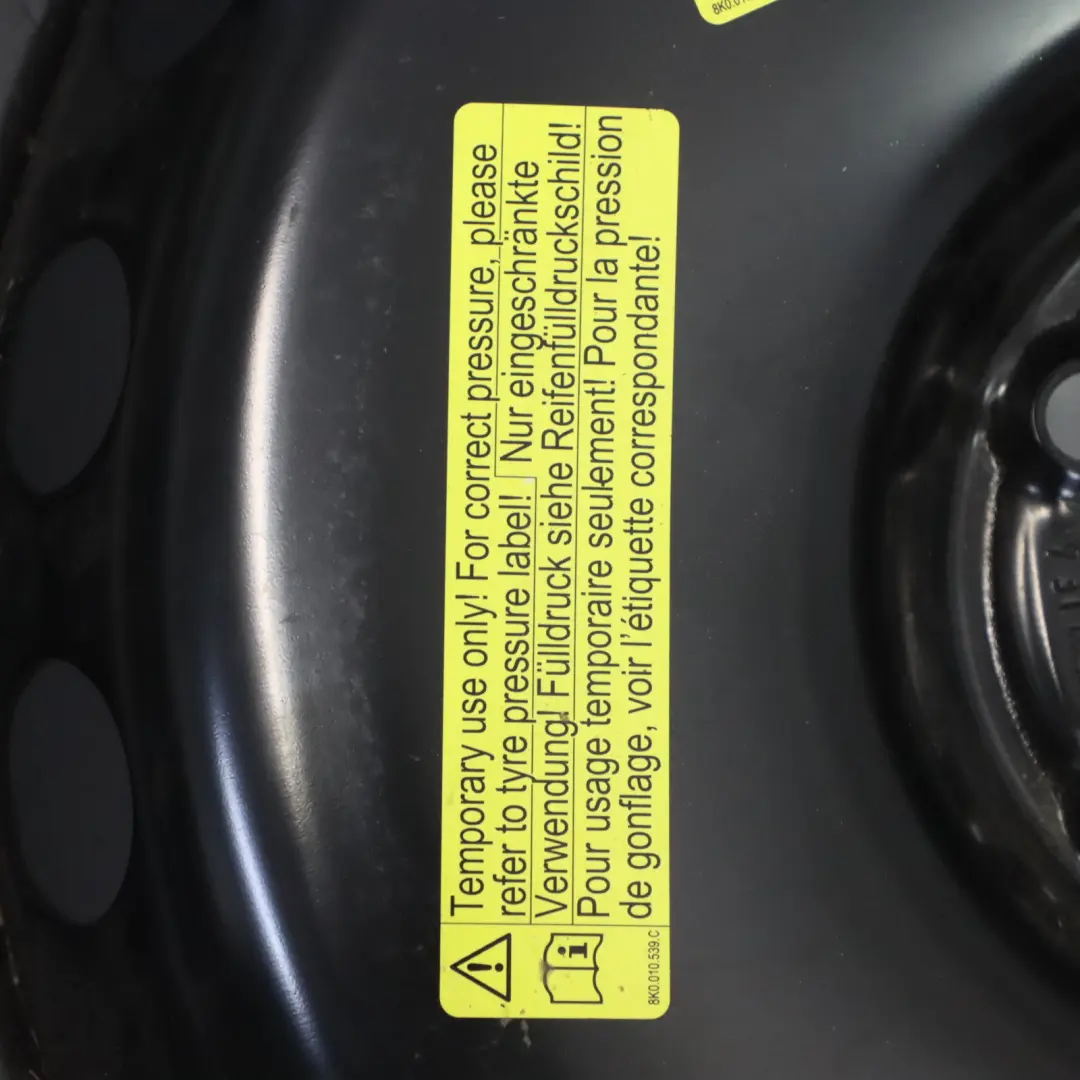 Temporary use only! For correct pressure, please
refer to tyre pressure label! Nur eingeschränkte
Verwendung! Fülldruck siehe Reifenfülldruckschild!
Pour usage temporaire seulement! Pour la pression
de gonflage, voir l'étiquette correspondante!
8K0.010.539.C